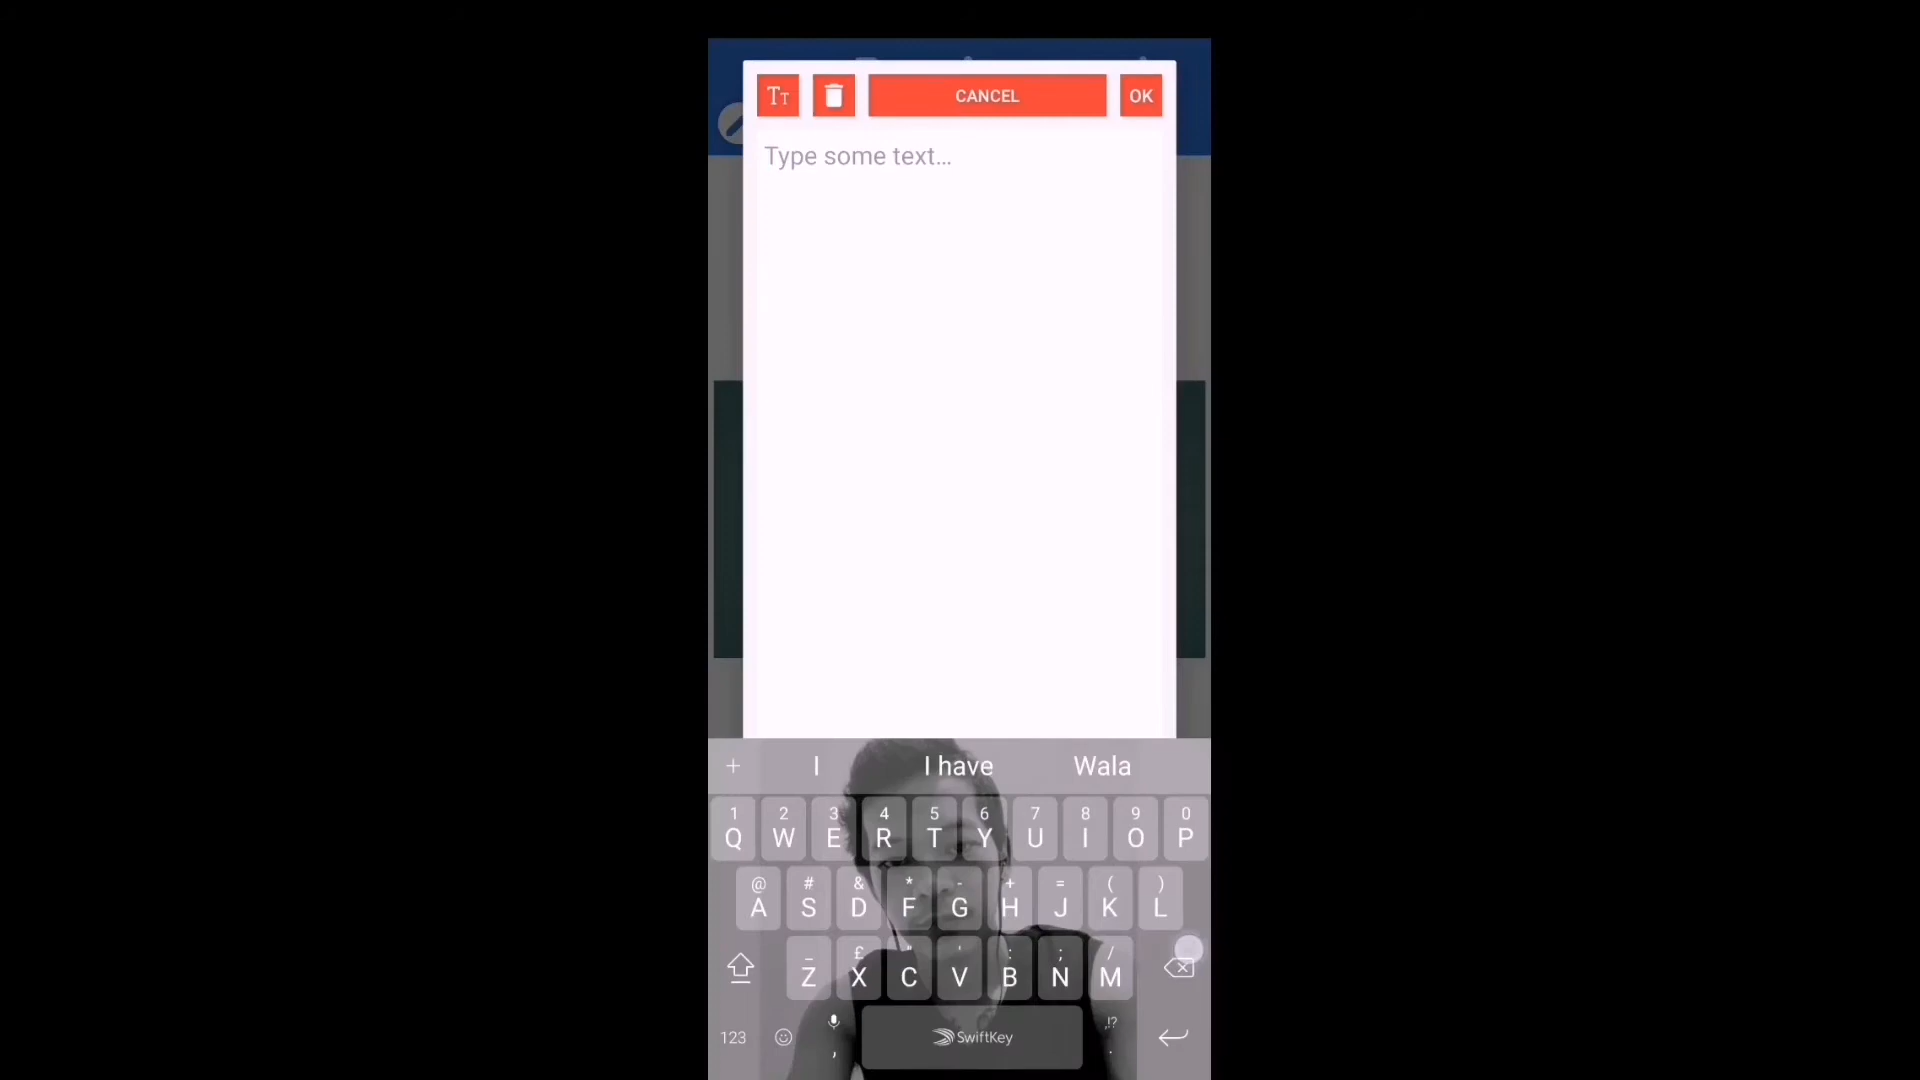 Tт CANCEL OK
Type some text...
+ I I have Wala
1 2 3 4 5 6 7 8 9 0
Q W E R T Y U I O P
@ # & * - + = ( )
A S D F G H J K L
_ £ " ' : ; /
Z X C V B N M
123 , SwiftKey ,!? .